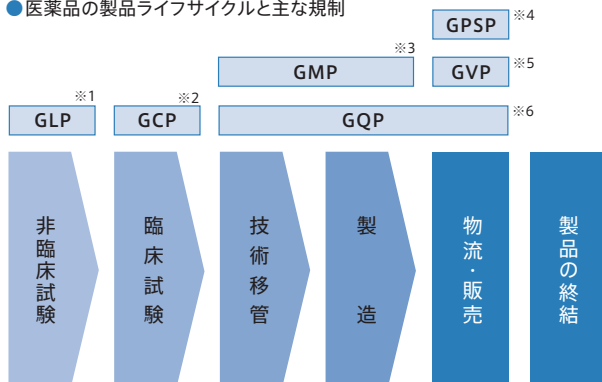 ●医薬品の製品ライフサイクルと主な規制
GPSP ※4
※3
GMP
GVP ※5
※1
※2
GLP
GCP
GQP
※6
非臨床試験
臨床試験
技術移管
製造
物流・販売
製品の終結